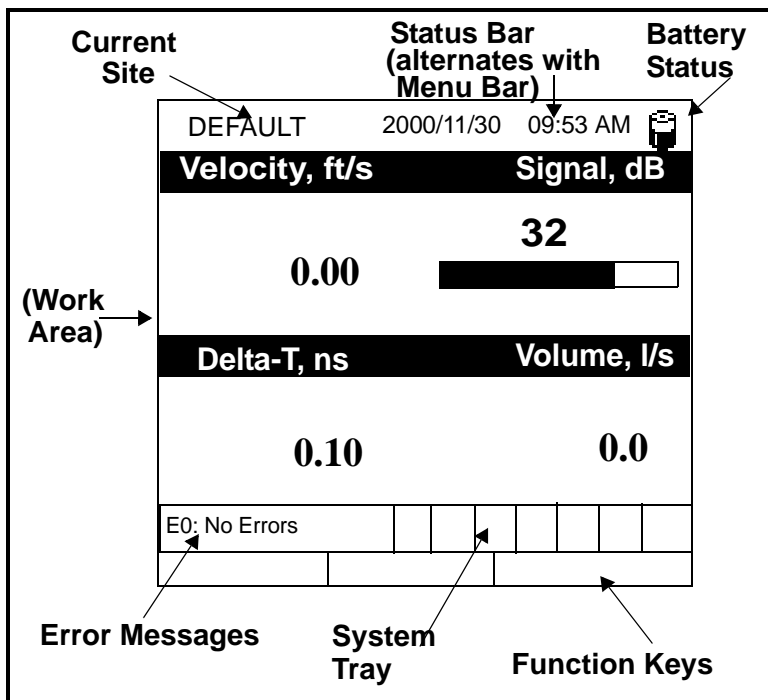 Current
Site
Status Bar
(alternates with
Menu Bar)
Battery
Status
DEFAULT 2000/11/30 09:53 AM
Velocity, ft/s Signal, dB
32
0.00
(Work
Area)
Delta-T, ns Volume, l/s
0.10 0.0
E0: No Errors
Error Messages
System
Tray
Function Keys